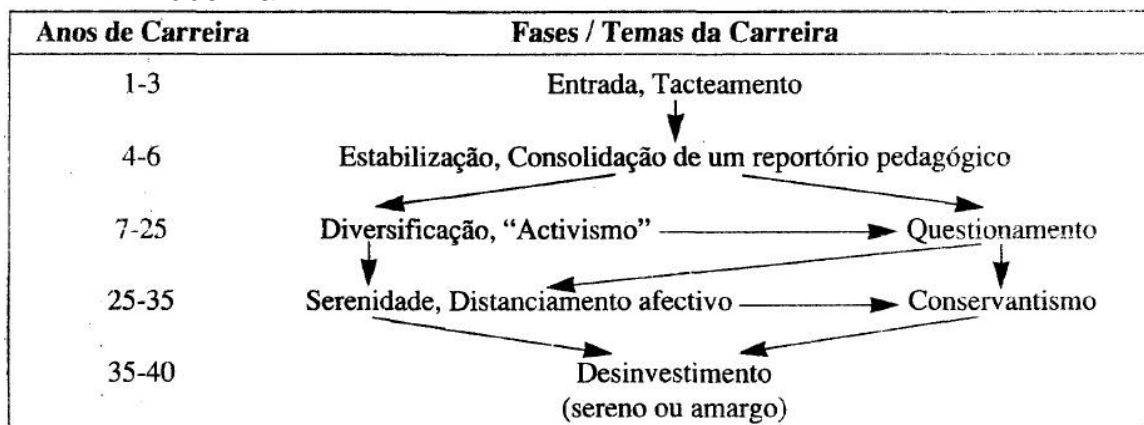 Anos de Carreira Fases / Temas da Carreira
1-3 Entrada, Tacteamento
4-6 Estabilização, Consolidação de um reportório pedagógico
7-25 Diversificação, “Activismo” Questionamento
25-35 Serenidade, Distanciamento afectivo Conservantismo
35-40 Desinvestimento
(sereno ou amargo)